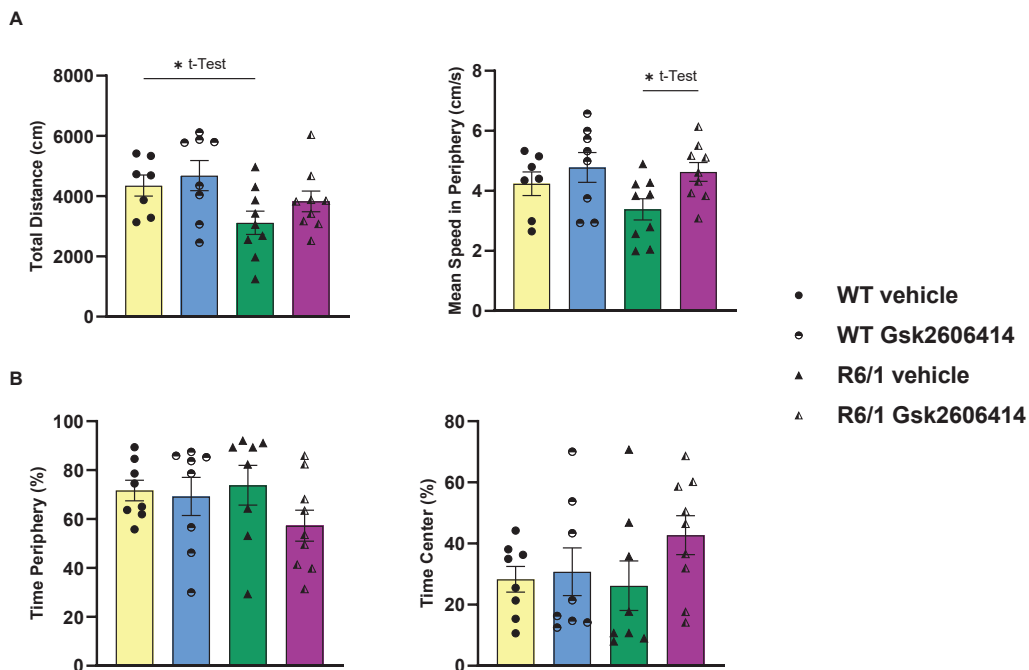 A
* t-Test
8000
6000
4000
2000
0
Total Distance (cm)
* t-Test
8
6
4
2
0
Mean Speed in Periphery (cm/s)
WT vehicle
WT Gsk2606414
R6/1 vehicle
R6/1 Gsk2606414
B
100
80
60
40
20
0
Time Periphery (%)
80
60
40
20
0
Time Center (%)